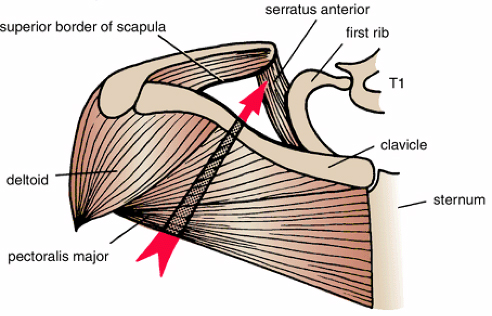 serratus anterior
superior border of scapula
first rib
T1
clavicle
deltoid
sternum
pectoralis major